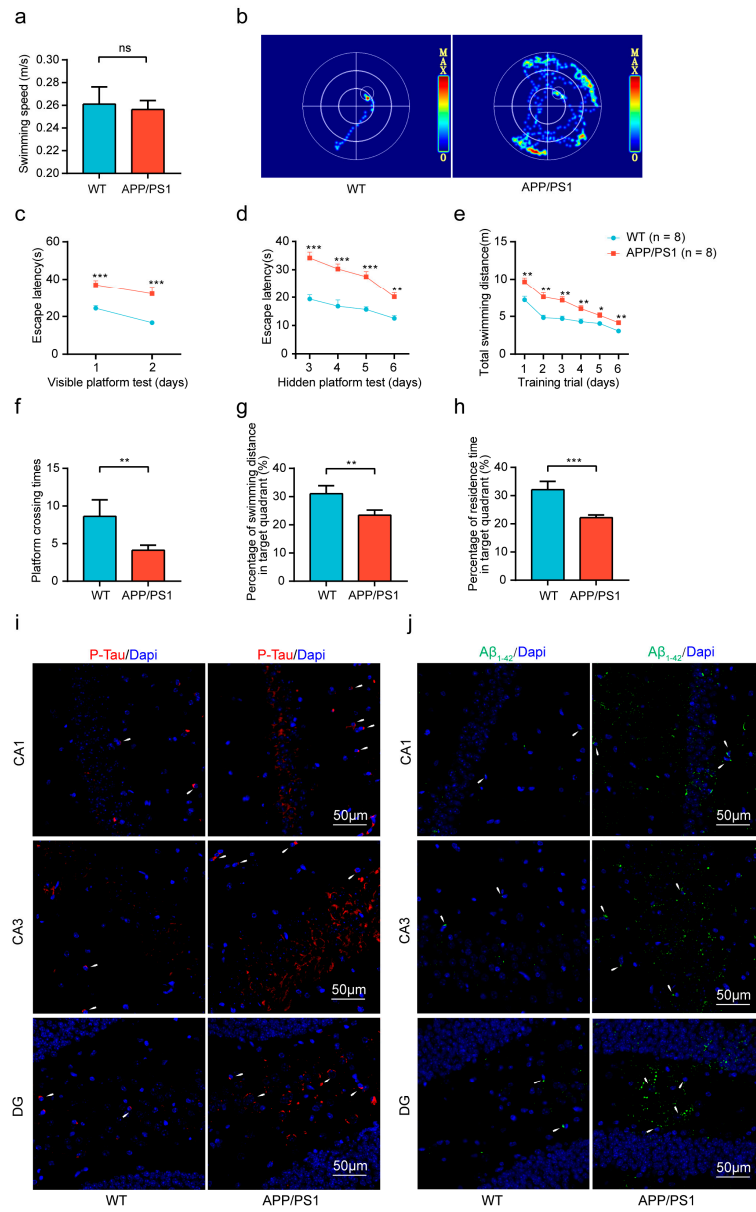 a
Swimming speed (m/s)
0.30
0.28
0.26
0.24
0.22
0.20
ns
WT
APP/PS1
b
MAX
0
WT
MAX
0
APP/PS1
c
Escape latency(s)
60
40
20
0
***
***
1
2
Visible platform test (days)
d
Escape latency(s)
40
30
20
10
0
***
***
***
**
3
4
5
6
Hidden platform test (days)
e
Total swimming distance(m)
15
10
5
0
**
**
**
**
*
**
1
2
3
4
5
6
Training trial (days)
WT (n = 8)
APP/PS1 (n = 8)
f
Platform crossing times
15
10
5
0
**
WT
APP/PS1
g
Percentage of swimming distance
in target quadrant (%)
40
30
20
10
0
**
WT
APP/PS1
h
Percentage of residence time
in target quadrant (%)
40
30
20
10
0
***
WT
APP/PS1
i
P-Tau/Dapi
P-Tau/Dapi
CA1
50μm
CA3
50μm
DG
50μm
WT
APP/PS1
j
Aβ1-42/Dapi
Aβ1-42/Dapi
CA1
50μm
CA3
50μm
DG
50μm
WT
APP/PS1